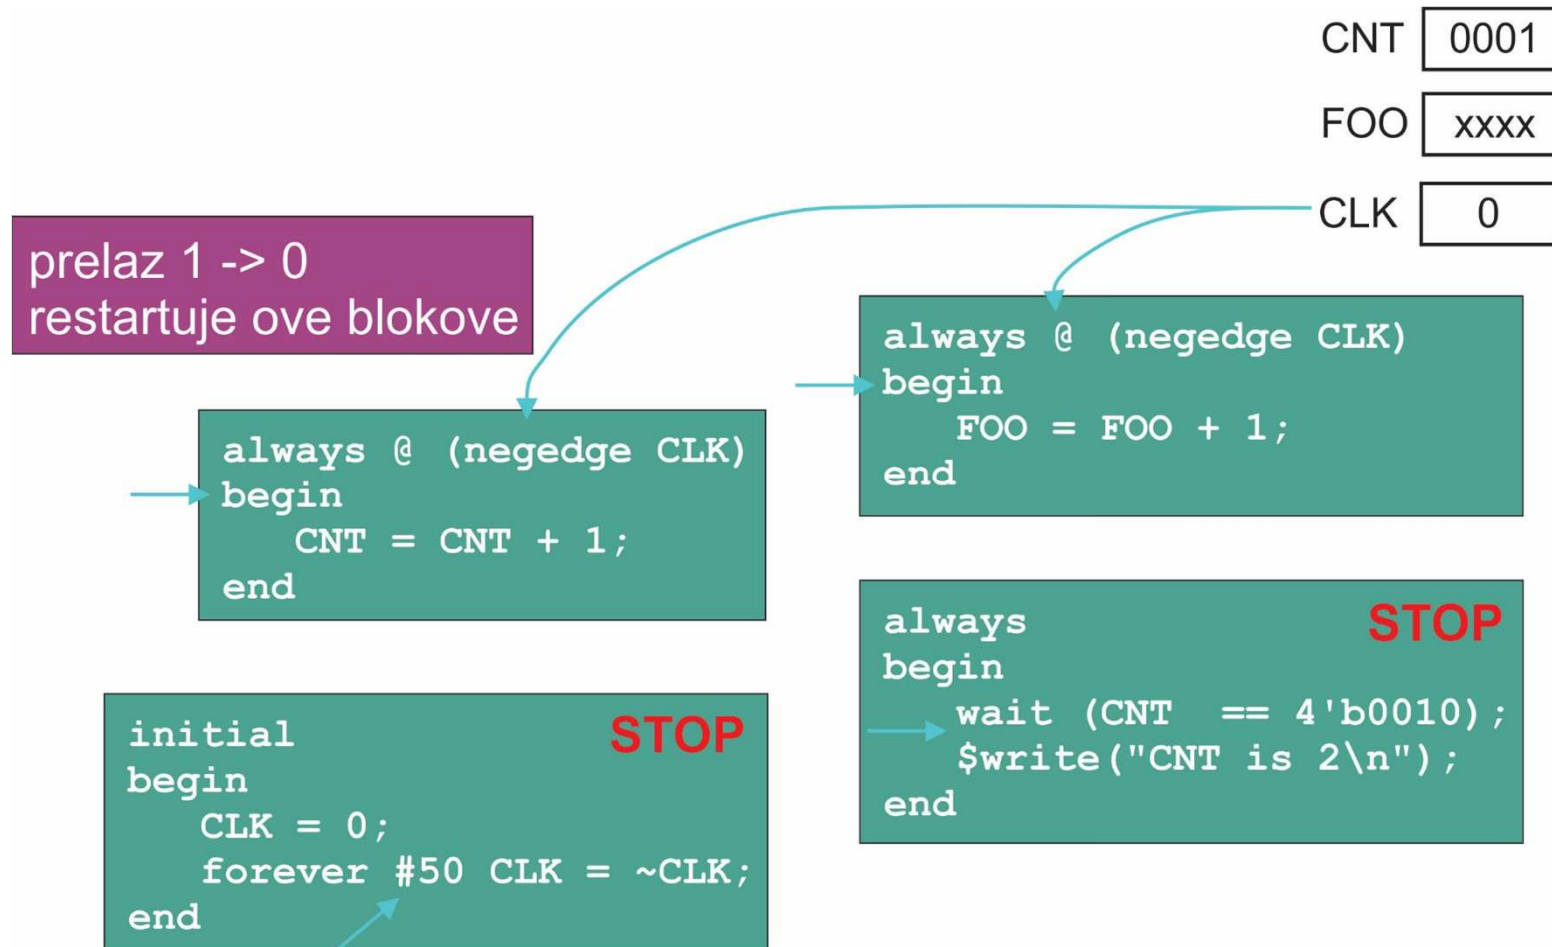 CNT 0001
FOO xxxx
CLK 0
prelaz 1 -> 0
restartuje ove blokove
always @ (negedge CLK)
begin
FOO = FOO + 1;
end
always @ (negedge CLK)
begin
CNT = CNT + 1;
end
always STOP
begin
wait (CNT == 4'b0010);
$write("CNT is 2\n");
end
initial STOP
begin
CLK = 0;
forever #50 CLK = ~CLK;
end